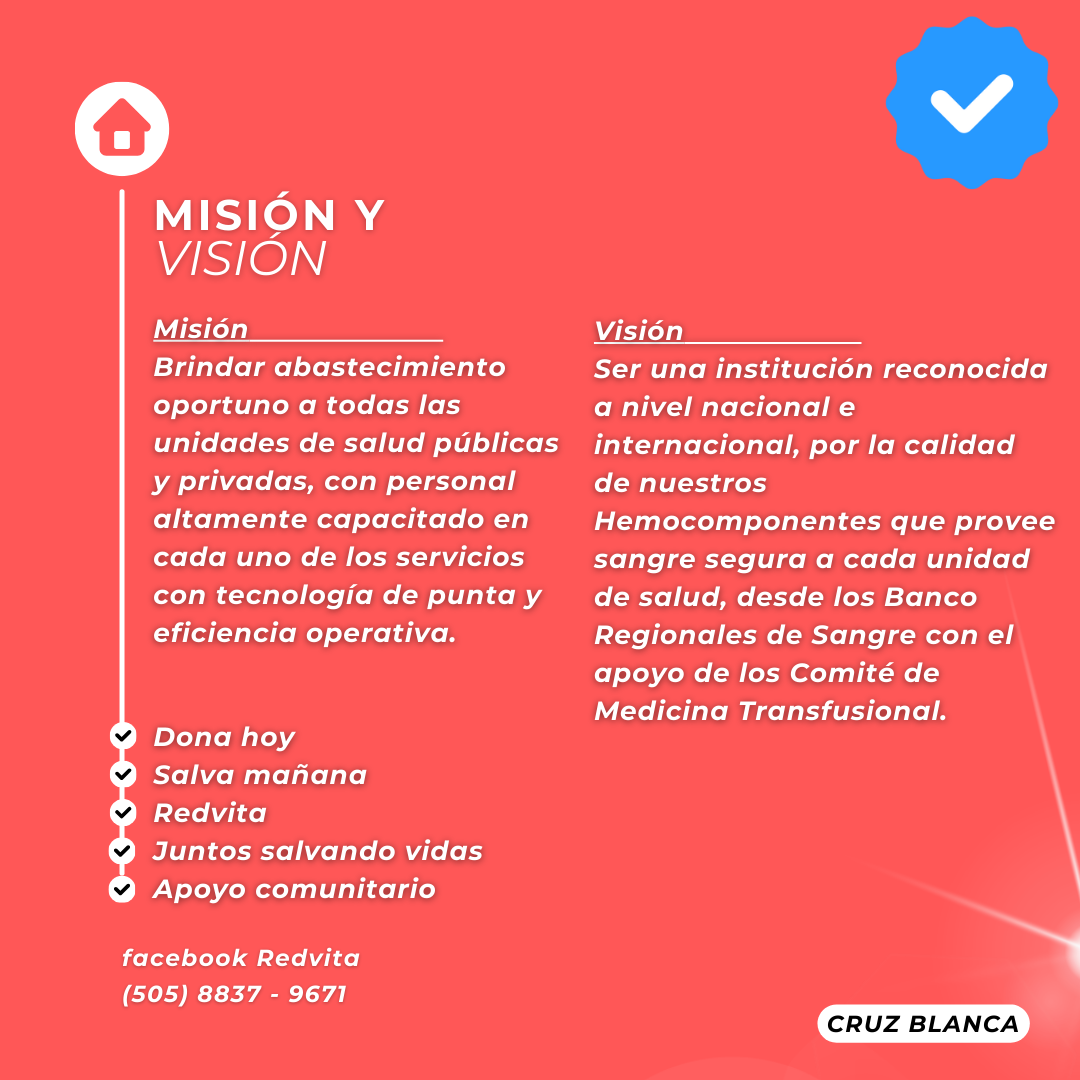 MISIÓN Y
VISIÓN
Misión
Brindar abastecimiento
oportuno a todas las
unidades de salud públicas
y privadas, con personal
altamente capacitado en
cada uno de los servicios
con tecnología de punta y
eficiencia operativa.
Visión
Ser una institución reconocida
a nivel nacional e
internacional, por la calidad
de nuestros
Hemocomponentes que provee
sangre segura a cada unidad
de salud, desde los Banco
Regionales de Sangre con el
apoyo de los Comité de
Medicina Transfusional.
Dona hoy
Salva mañana
Redvita
Juntos salvando vidas
Apoyo comunitario
facebook Redvita
(505) 8837 - 9671
CRUZ BLANCA